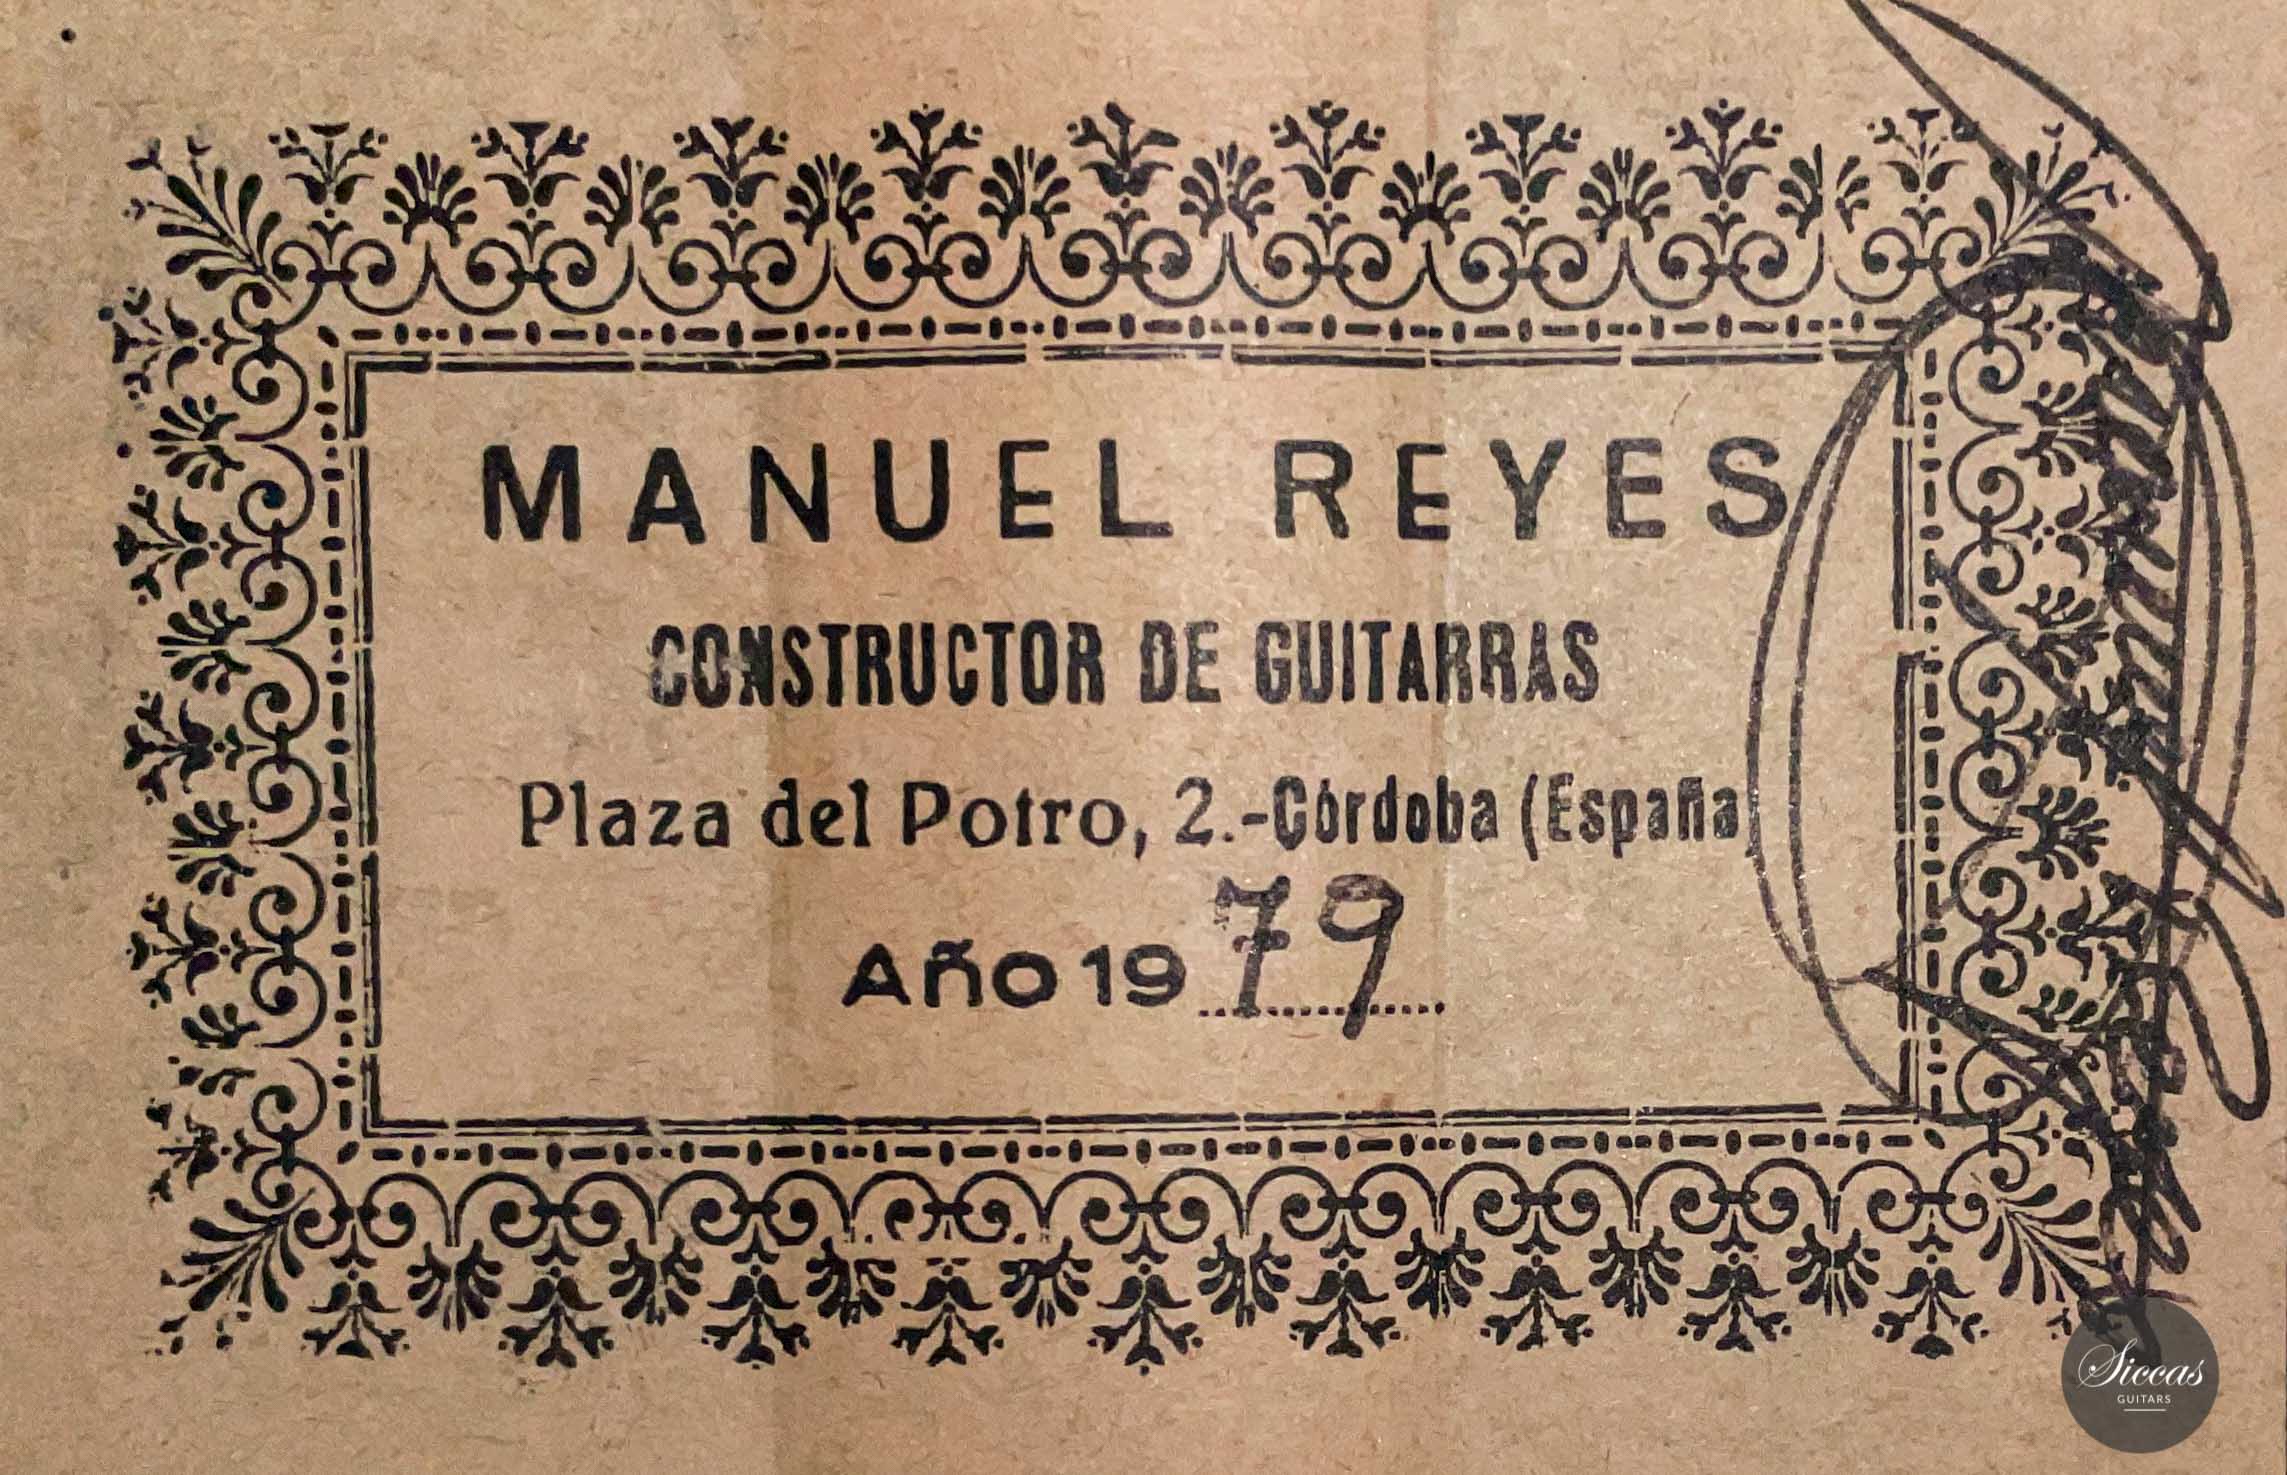 MANUEL REYES
CONSTRUCTOR DE GUITARRAS
Plaza del Potro, 2.-Córdoba (España)
Año 1979
Siccas
GUITARS